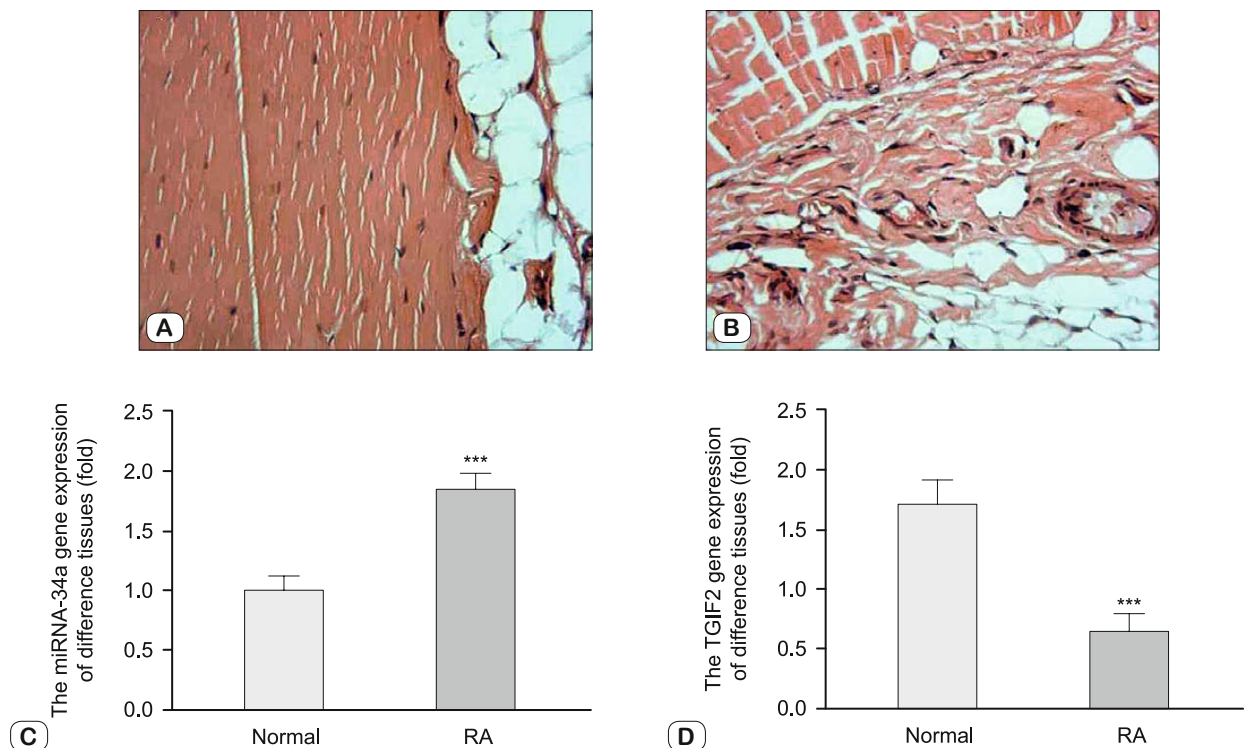 A
B
The miRNA-34a gene expression
of difference tissues (fold)
2.5
2.0
1.5
1.0
0.5
0.0
***
Normal
RA
C
The TGIF2 gene expression
of difference tissues (fold)
2.5
2.0
1.5
1.0
0.5
0.0
***
Normal
RA
D